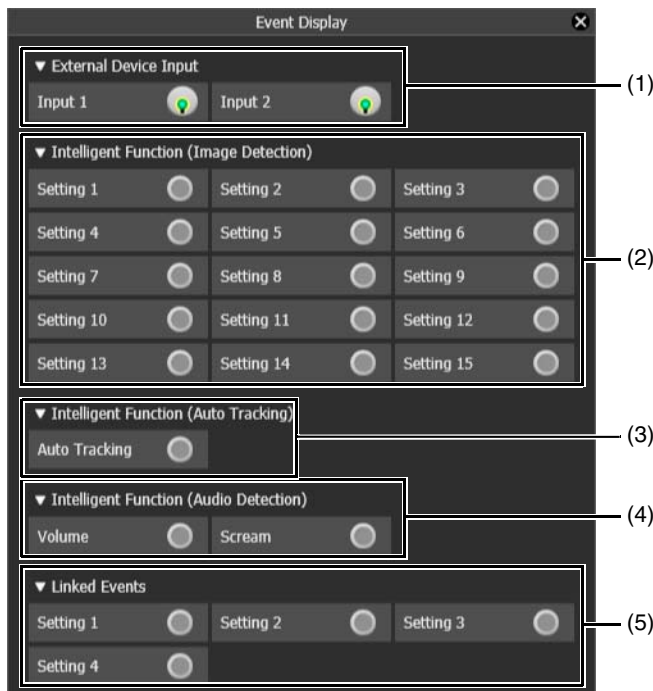 Event Display
▼ External Device Input
Input 1 Input 2
(1)
▼ Intelligent Function (Image Detection)
Setting 1 Setting 2 Setting 3
Setting 4 Setting 5 Setting 6
(2)
Setting 7 Setting 8 Setting 9
Setting 10 Setting 11 Setting 12
Setting 13 Setting 14 Setting 15
▼ Intelligent Function (Auto Tracking)
(3)
Auto Tracking
▼ Intelligent Function (Audio Detection)
(4)
Volume Scream
▼ Linked Events
Setting 1 Setting 2 Setting 3
(5)
Setting 4